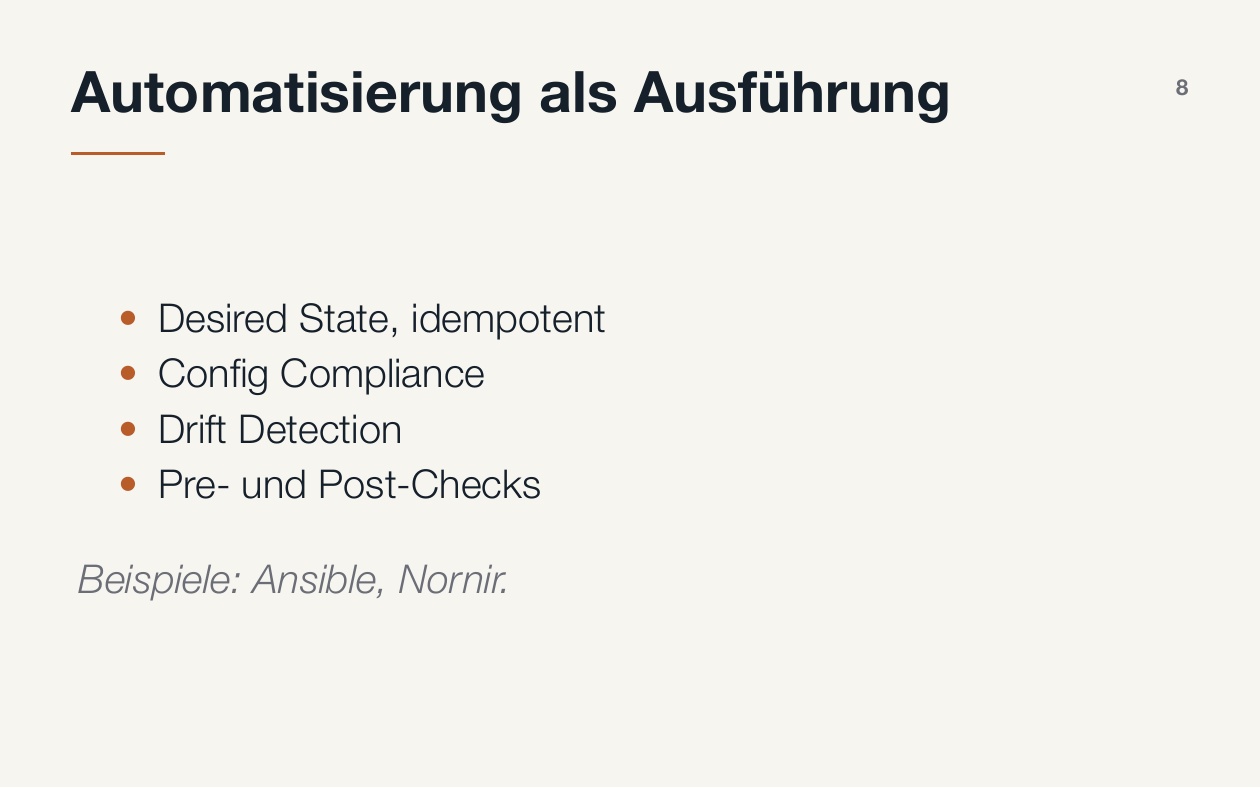 Automatisierung als Ausführung
8
Desired State, idempotent
Config Compliance
Drift Detection
Pre- und Post-Checks
Beispiele: Ansible, Nornir.